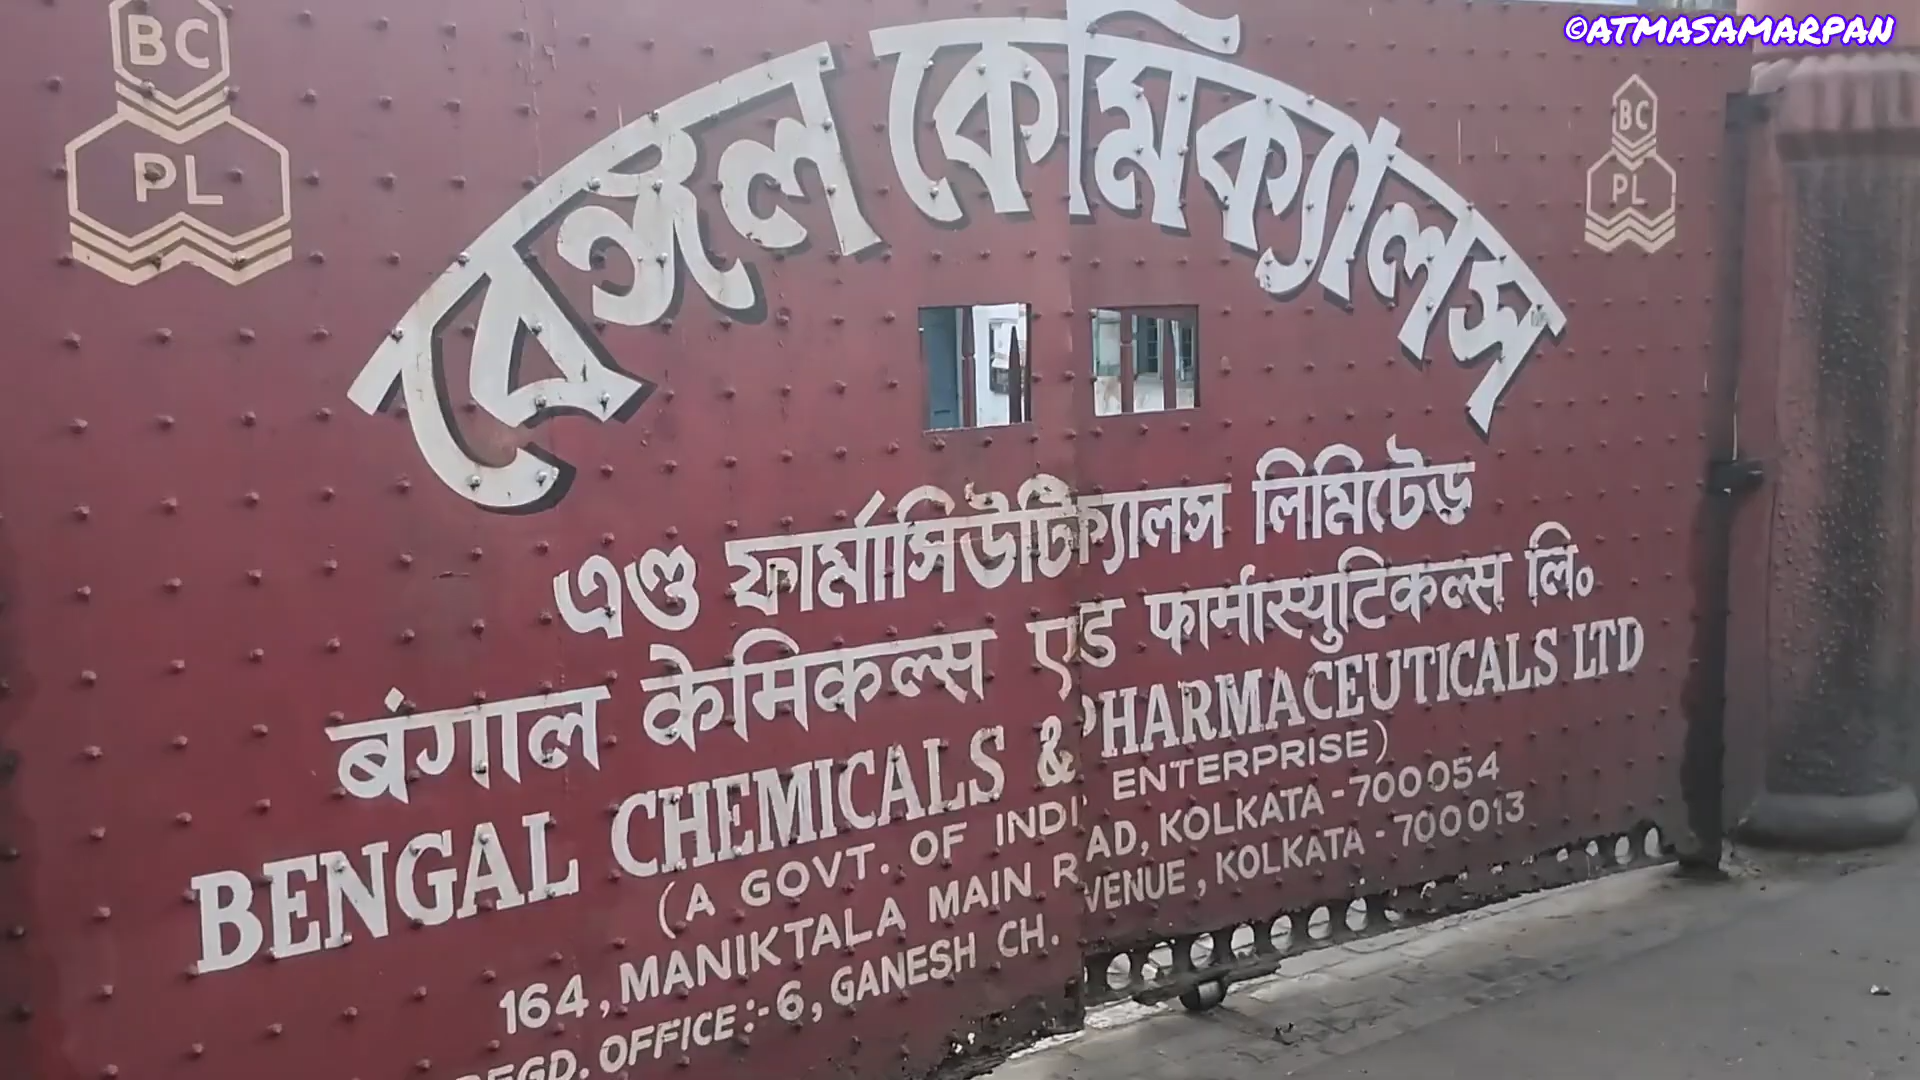 ©ATMASAMARPAN
BC
PL
BC
PL
বেঙ্গল কেমিক্যালস
এণ্ড ফার্মাসিউটিক্যালস লিমিটেড
बंगाल केमिकल्स एंड फार्मास्युटिकल्स लि०
BENGAL CHEMICALS & PHARMACEUTICALS LTD
(A GOVT. OF INDI ENTERPRISE)
164, MANIKTALA MAIN R AD, KOLKATA - 700054
REGD. OFFICE:- 6, GANESH CH. VENUE, KOLKATA - 700013